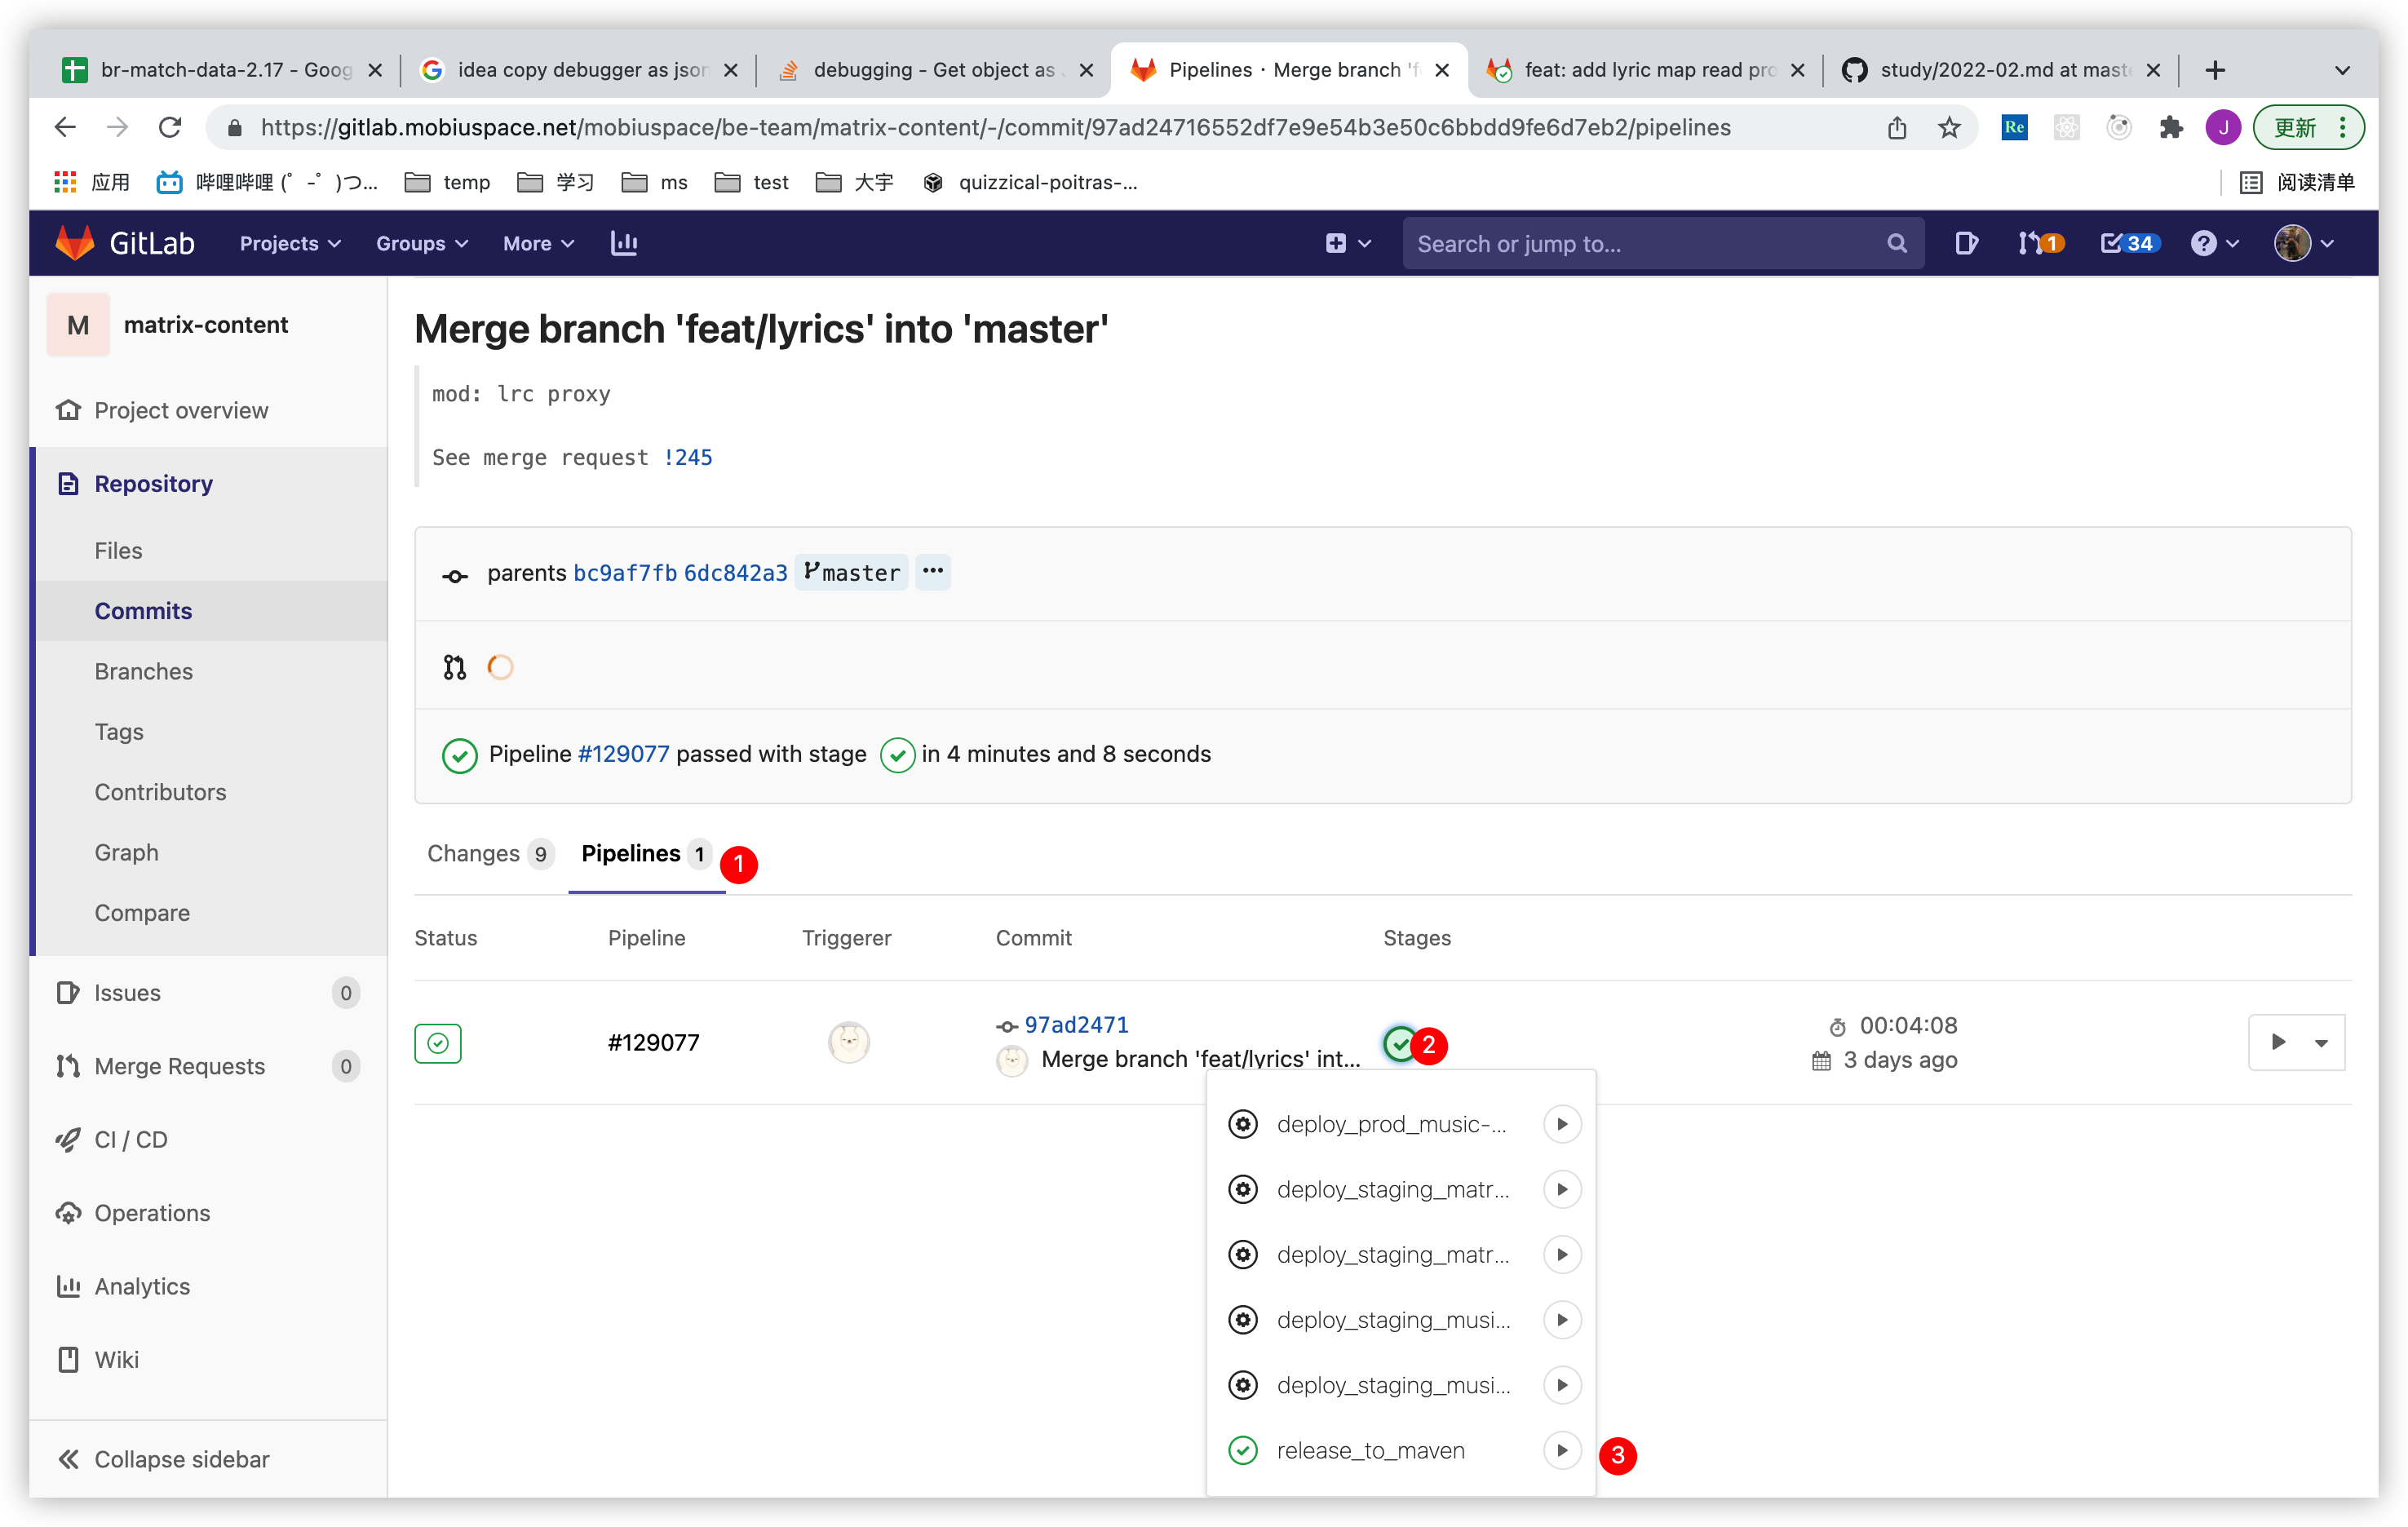 br-match-data-2.17 - Goog
idea copy debugger as json
debugging - Get object as J
Pipelines · Merge branch 'f
feat: add lyric map read pro
study/2022-02.md at mast
https://gitlab.mobiuspace.net/mobiuspace/be-team/matrix-content/-/commit/97ad24716552df7e9e54b3e50c6bbdd9fe6d7eb2/pipelines
Re
J
更新
应用
哔哩哔哩 (゜-゜)つ...
temp
学习
ms
test
大宇
quizzical-poitras-...
阅读清单
GitLab
Projects
Groups
More
Search or jump to...
1
34
M
matrix-content
Project overview
Repository
Files
Commits
Branches
Tags
Contributors
Graph
Compare
Issues
0
Merge Requests
0
CI / CD
Operations
Analytics
Wiki
Collapse sidebar
Merge branch 'feat/lyrics' into 'master'
mod: lrc proxy
See merge request !245
parents bc9af7fb 6dc842a3 master ...
Pipeline #129077 passed with stage in 4 minutes and 8 seconds
Changes 9
Pipelines 1
1
Status
Pipeline
Triggerer
Commit
Stages
#129077
97ad2471
Merge branch 'feat/lyrics' int...
2
00:04:08
3 days ago
deploy_prod_music-...
deploy_staging_matr...
deploy_staging_matr...
deploy_staging_musi...
deploy_staging_musi...
release_to_maven
3